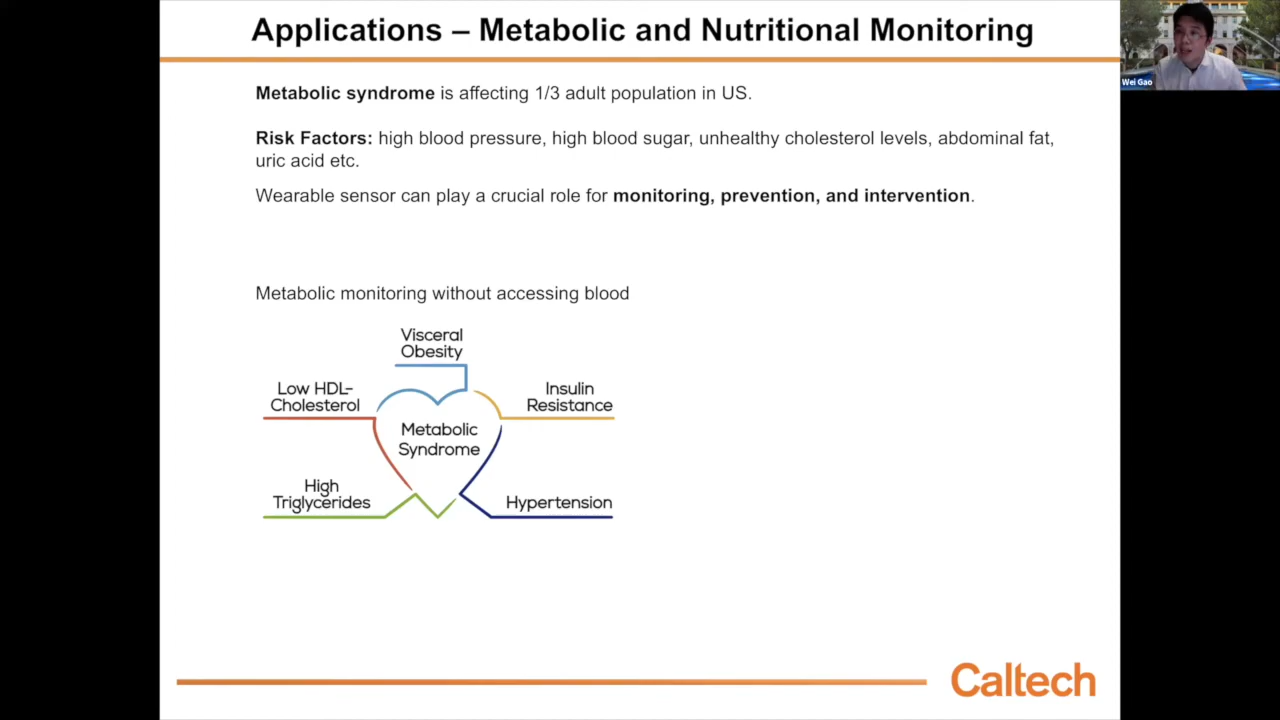 Applications – Metabolic and Nutritional Monitoring
Wei Gao
Metabolic syndrome is affecting 1/3 adult population in US.
Risk Factors: high blood pressure, high blood sugar, unhealthy cholesterol levels, abdominal fat,
uric acid etc.
Wearable sensor can play a crucial role for monitoring, prevention, and intervention.
Metabolic monitoring without accessing blood
Visceral
Obesity
Low HDL-
Cholesterol
Insulin
Resistance
Metabolic
Syndrome
High
Triglycerides
Hypertension
Caltech